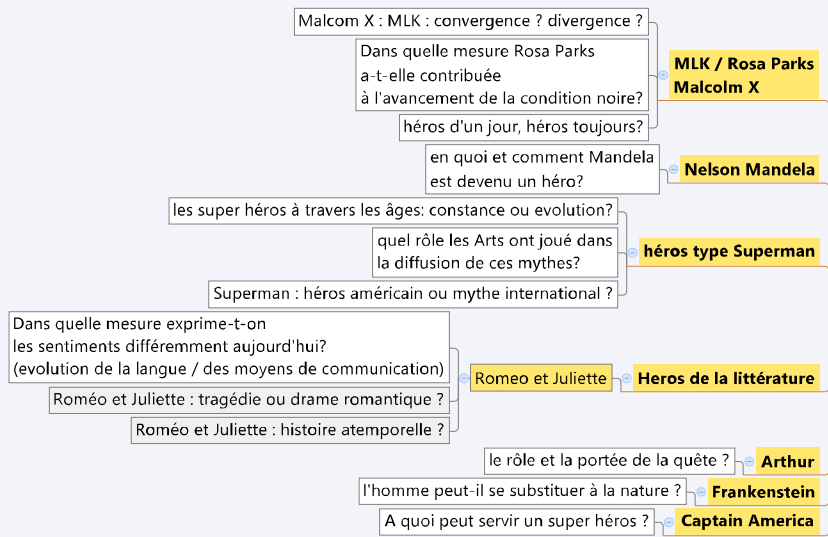 Malcom X : MLK : convergence ? divergence ?
Dans quelle mesure Rosa Parks
a-t-elle contribuée
à l'avancement de la condition noire?
héros d'un jour, héros toujours?
MLK / Rosa Parks
Malcolm X
en quoi et comment Mandela
est devenu un héro?
Nelson Mandela
les super héros à travers les âges: constance ou evolution?
quel rôle les Arts ont joué dans
la diffusion de ces mythes?
Superman : héros américain ou mythe international ?
héros type Superman
Dans quelle mesure exprime-t-on
les sentiments différemment aujourd'hui?
(evolution de la langue / des moyens de communication)
Roméo et Juliette : tragédie ou drame romantique ?
Roméo et Juliette : histoire atemporelle ?
Romeo et Juliette
Heros de la littérature
le rôle et la portée de la quête ?
Arthur
l'homme peut-il se substituer à la nature ?
Frankenstein
A quoi peut servir un super héros ?
Captain America